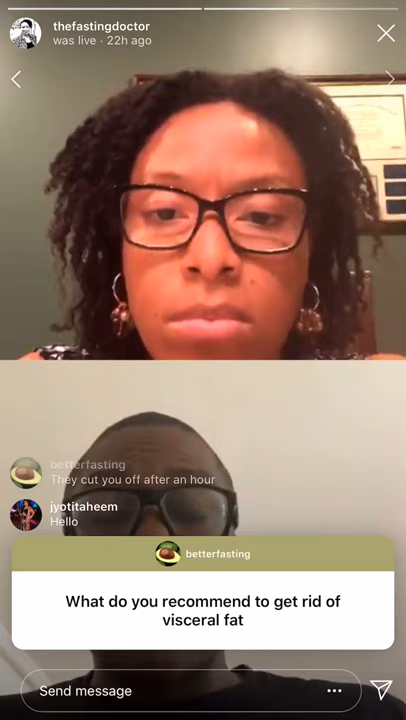 thefastingdoctor
was live · 22h ago
betterfasting
They cut you off after an hour
jyotitaheem
Hello
betterfasting
What do you recommend to get rid of
visceral fat
Send message